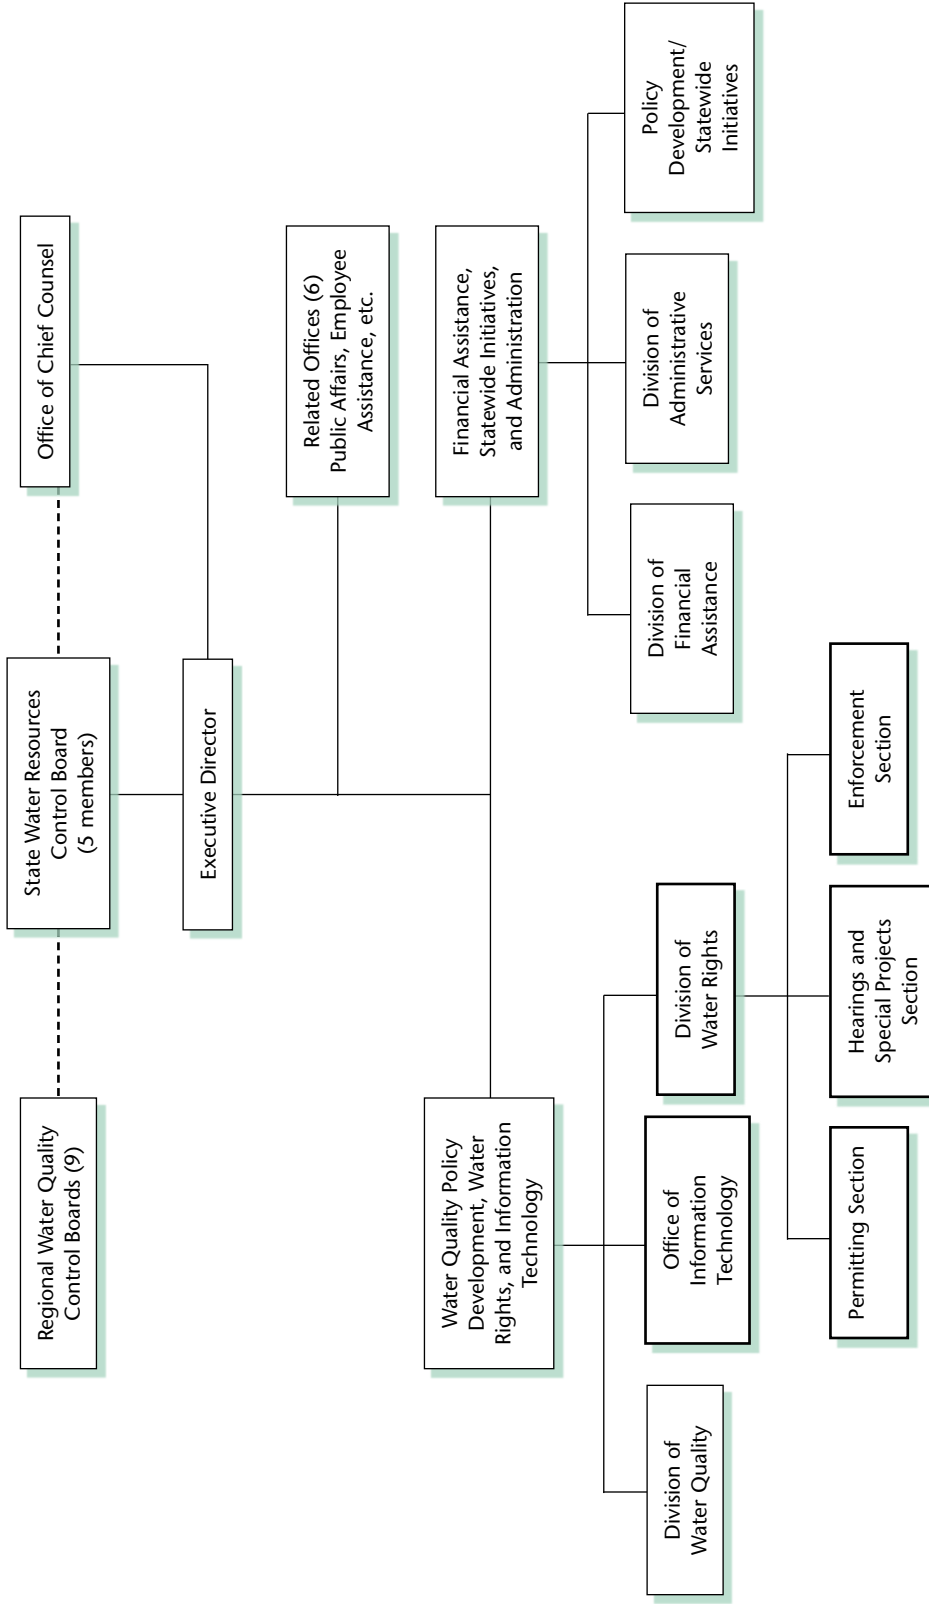 Regional Water Quality
Control Boards (9)
State Water Resources
Control Board
(5 members)
Office of Chief Counsel
Executive Director
Related Offices (6)
Public Affairs, Employee
Assistance, etc.
Water Quality Policy
Development, Water
Rights, and Information
Technology
Financial Assistance,
Statewide Initiatives,
and Administration
Division of
Water Quality
Office of
Information
Technology
Division of
Water Rights
Division of
Financial
Assistance
Division of
Administrative
Services
Policy
Development/
Statewide
Initiatives
Permitting Section
Hearings and
Special Projects
Section
Enforcement
Section